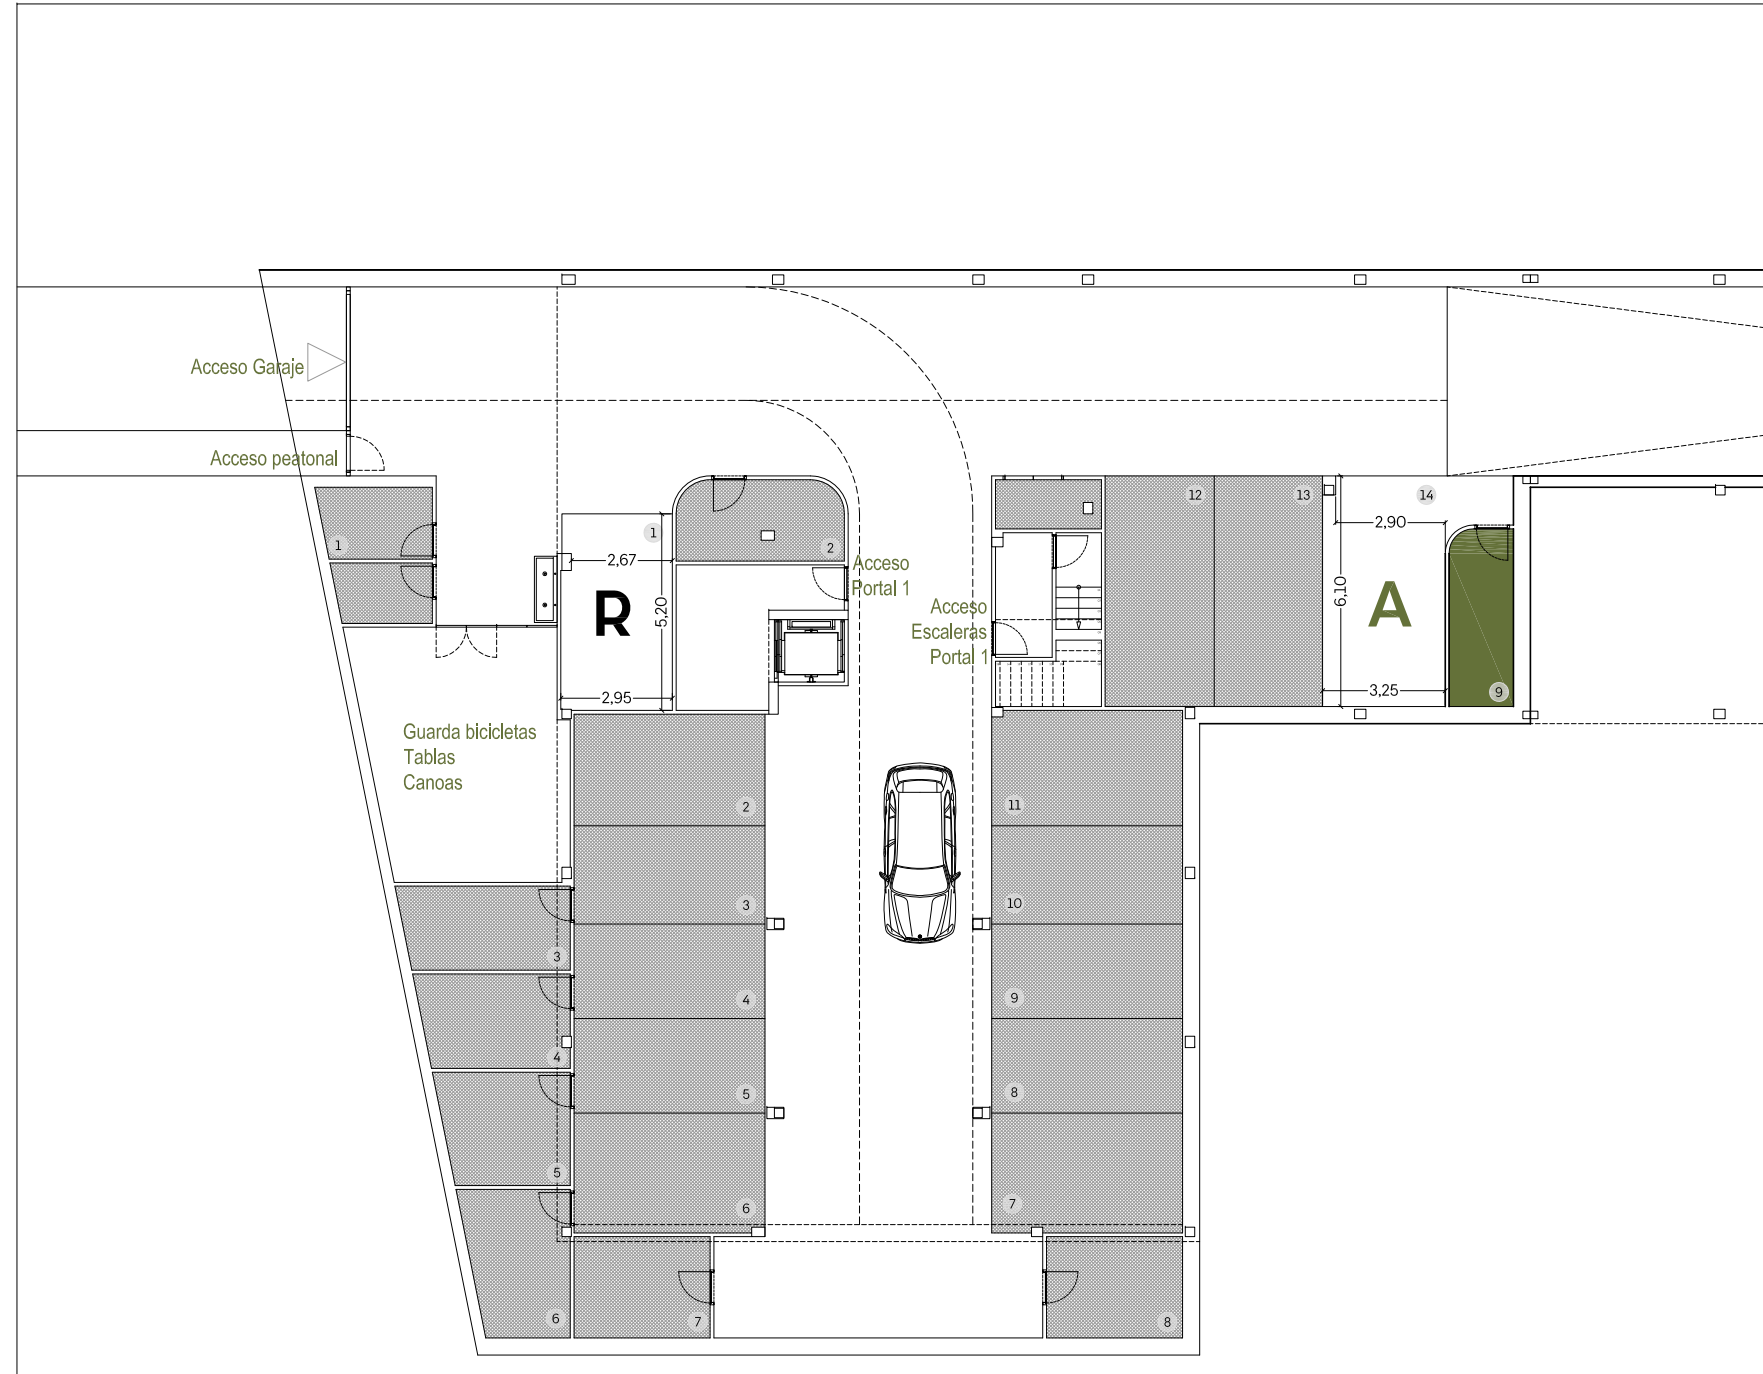 Acceso Garaje
Acceso peatonal
1
1
2
12
13
14
2,67
2,90
Acceso
Portal 1
R
5,20
Acceso
Escaleras
Portal 1
A
6,10
2,95
3,25
9
Guarda bicicletas
Tablas
Canoas
2
11
3
10
3
4
9
4
5
8
5
6
7
6
7
8